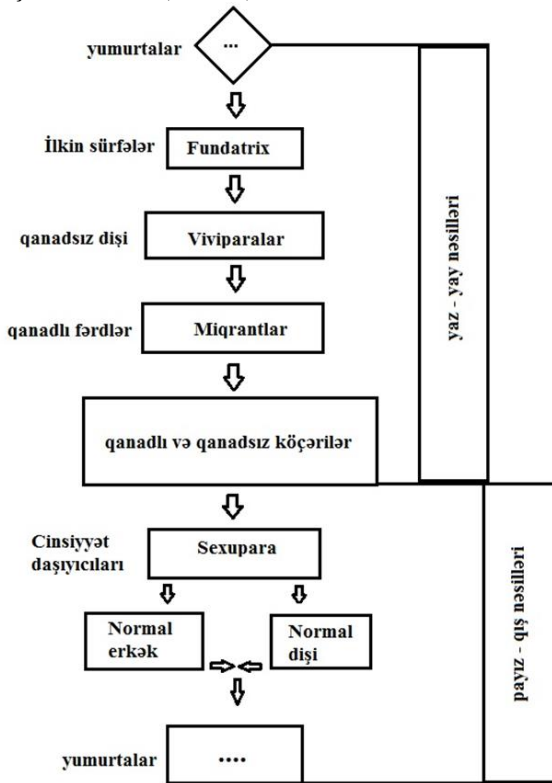 yumurtalar
...
İlkin sürfələr
Fundatrix
qanadsız dişi
Viviparalar
qanadlı fərdlər
Miqrantlar
qanadlı və qanadsız köçərilər
yaz - yay nəsilləri
Cinsiyyət
daşıyıcıları
Sexupara
Normal
erkək
Normal
dişi
payız - qış nəsilleri
yumurtalar
....